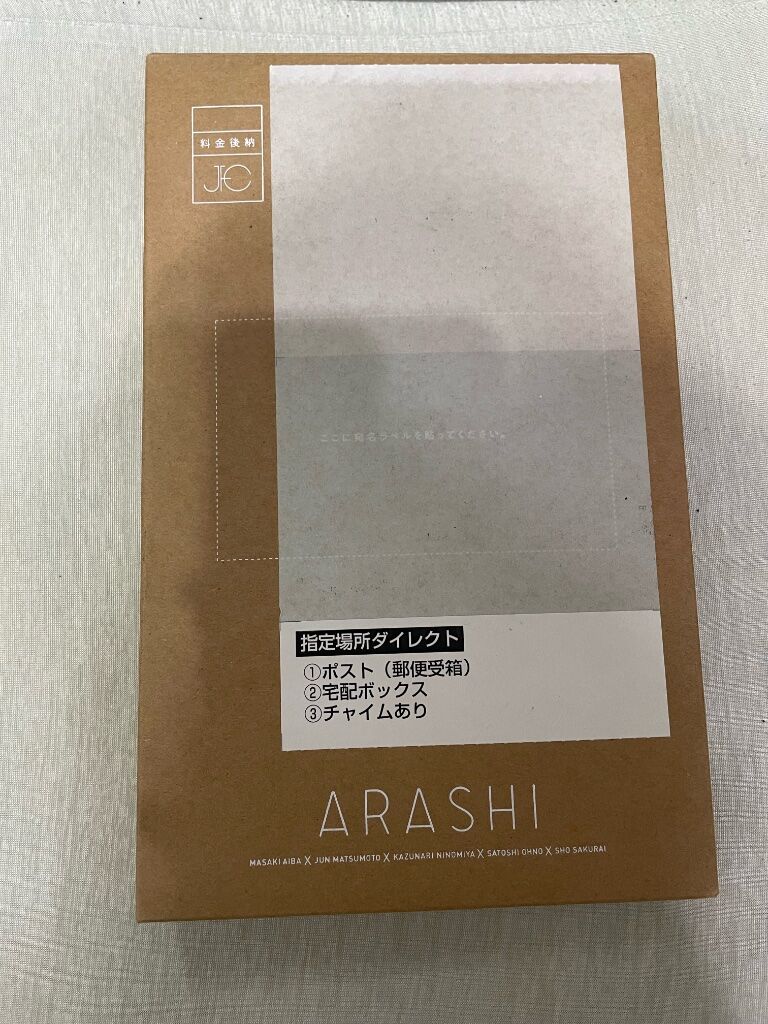 料金後納
JFC
ここに宛名ラベルを貼ってください。
指定場所ダイレクト
①ポスト（郵便受箱）
②宅配ボックス
③チャイムあり
ARASHI
MASAKI AIBA X JUN MATSUMOTO X KAZUNARI NINOMIYA X SATOSHI OHNO X SHO SAKURAI